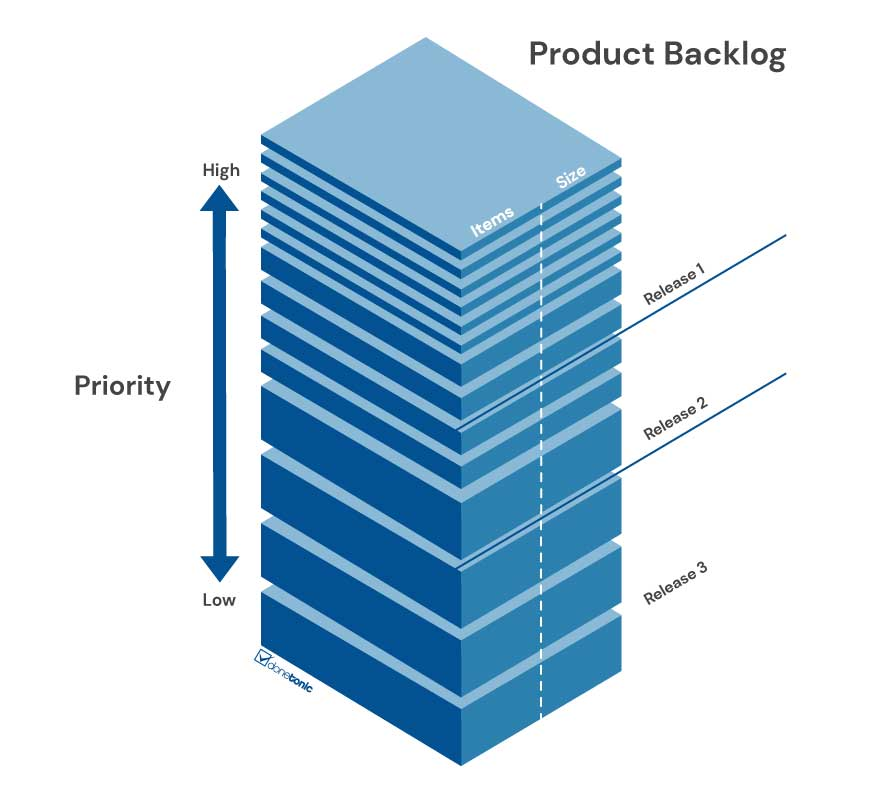 Product Backlog
High
Items
Size
Release 1
Priority
Release 2
Release 3
Low
donetonic